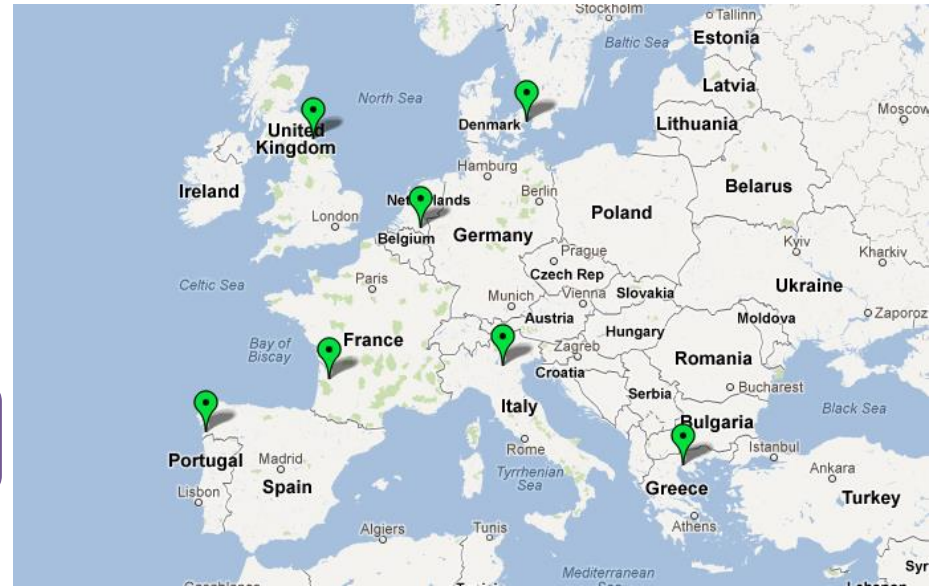 Stockholm
Tallinn
Baltic Sea
Estonia
North Sea
Latvia
Moscow
Denmark
Lithuania
United
Kingdom
Hamburg
Ireland
Berlin
Belarus
London
Poland
Belgium
Germany
Kyiv
Prague
Kharkiv
Czech Rep
Celtic Sea
Paris
Ukraine
Munich
Vienna
Slovakia
Austria
Moldova
Zaporoz
Hungary
Bay of
Biscay
France
Zagreb
Romania
Croatia
Serbia
Bucharest
Italy
Black Sea
Bulgaria
Rome
Istanbul
Portugal
Madrid
Tyrrhenian
Sea
Ankara
Spain
Greece
Lisbon
Turkey
Athens
Algiers
Tunis
Syr
Mediterranean